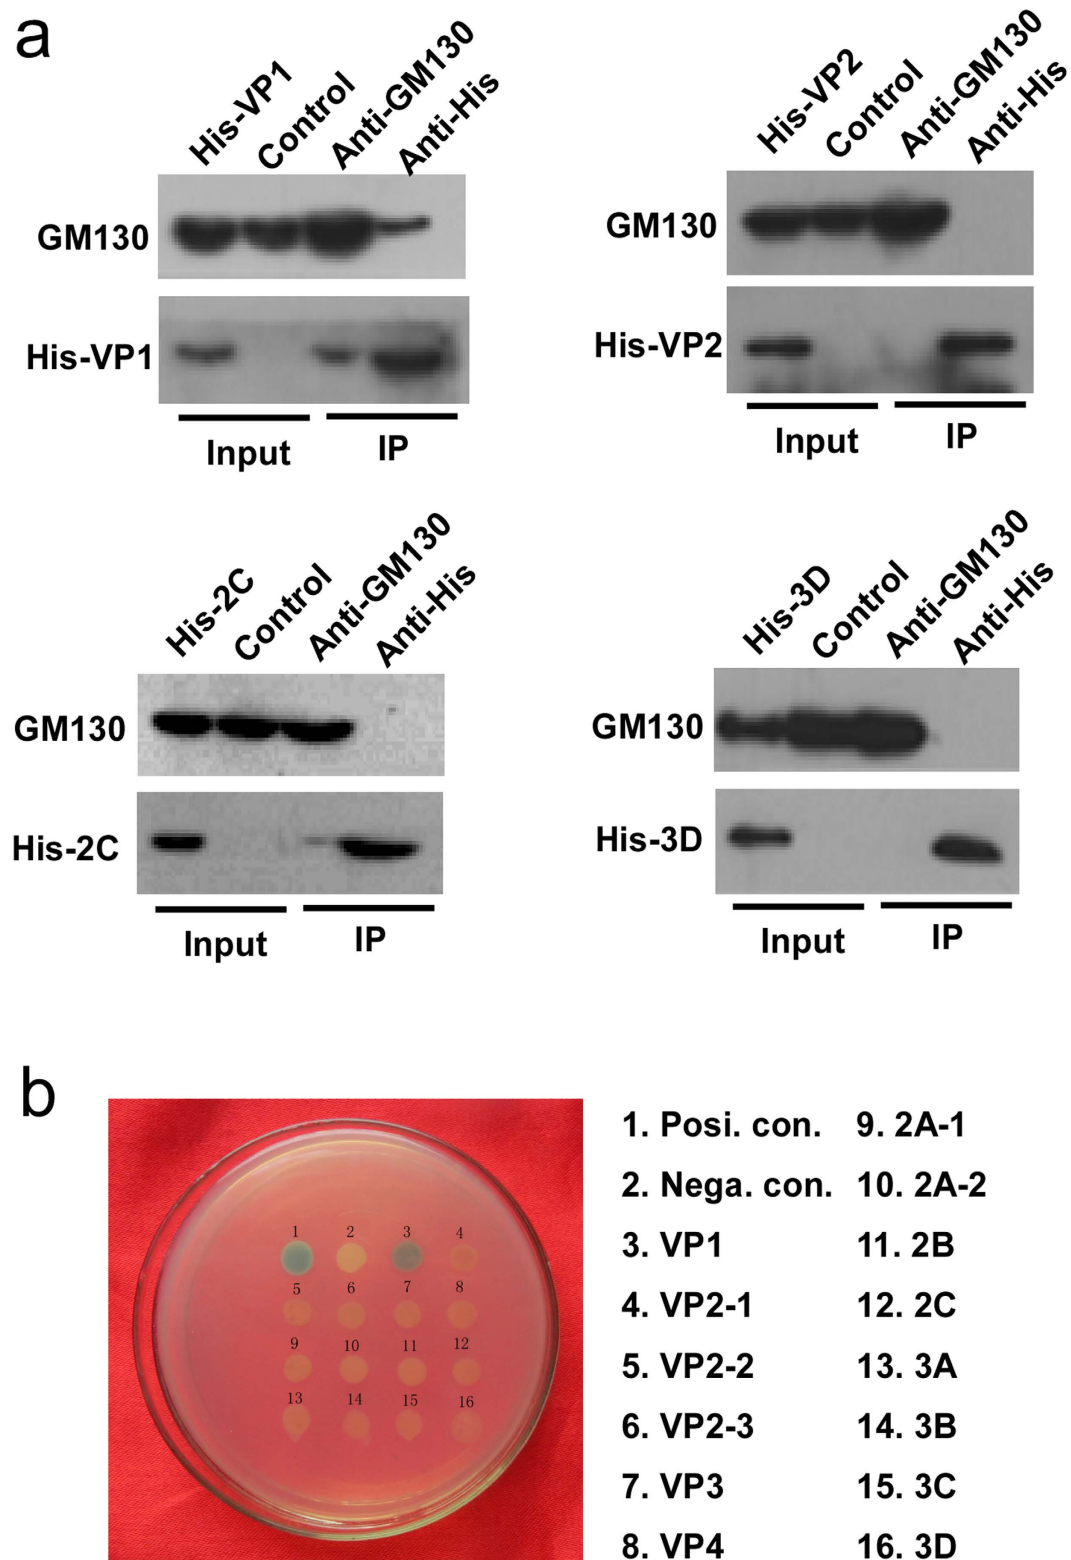 a
His-VP1 Control Anti-GM130 Anti-His
GM130
His-VP1
Input IP
His-VP2 Control Anti-GM130 Anti-His
GM130
His-VP2
Input IP
His-2C Control Anti-GM130 Anti-His
GM130
His-2C
Input IP
His-3D Control Anti-GM130 Anti-His
GM130
His-3D
Input IP
b
1 2 3 4
5 6 7 8
9 10 11 12
13 14 15 16
1. Posi. con. 9. 2A-1
2. Nega. con. 10. 2A-2
3. VP1 11. 2B
4. VP2-1 12. 2C
5. VP2-2 13. 3A
6. VP2-3 14. 3B
7. VP3 15. 3C
8. VP4 16. 3D